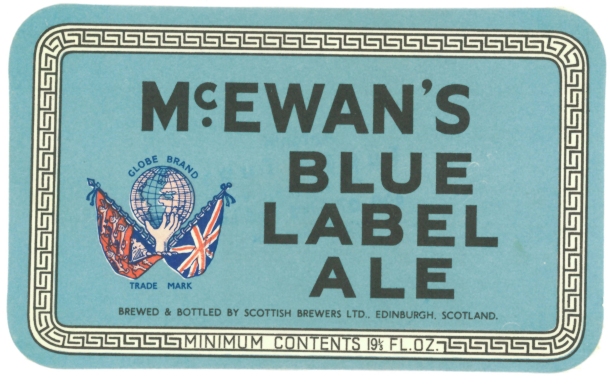 McEWAN'S
BLUE
LABEL
ALE
GLOBE BRAND
TRADE MARK
BREWED & BOTTLED BY SCOTTISH BREWERS LTD., EDINBURGH, SCOTLAND.
MINIMUM CONTENTS 19⅓ FL.OZ.